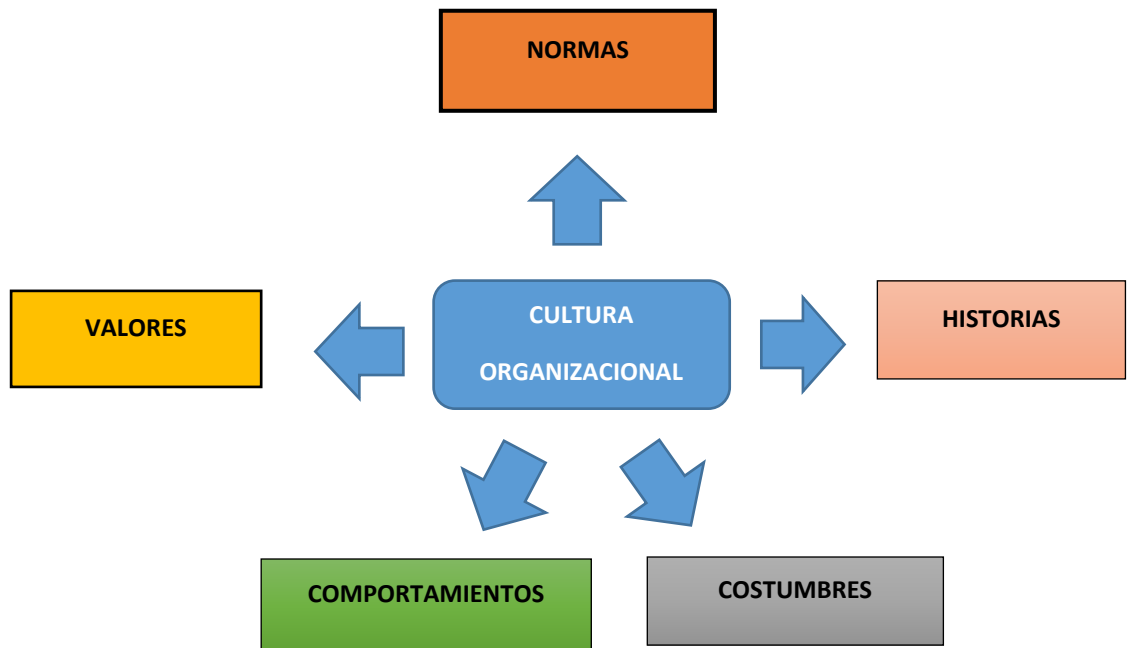 NORMAS
VALORES
CULTURA
ORGANIZACIONAL
HISTORIAS
COMPORTAMIENTOS
COSTUMBRES